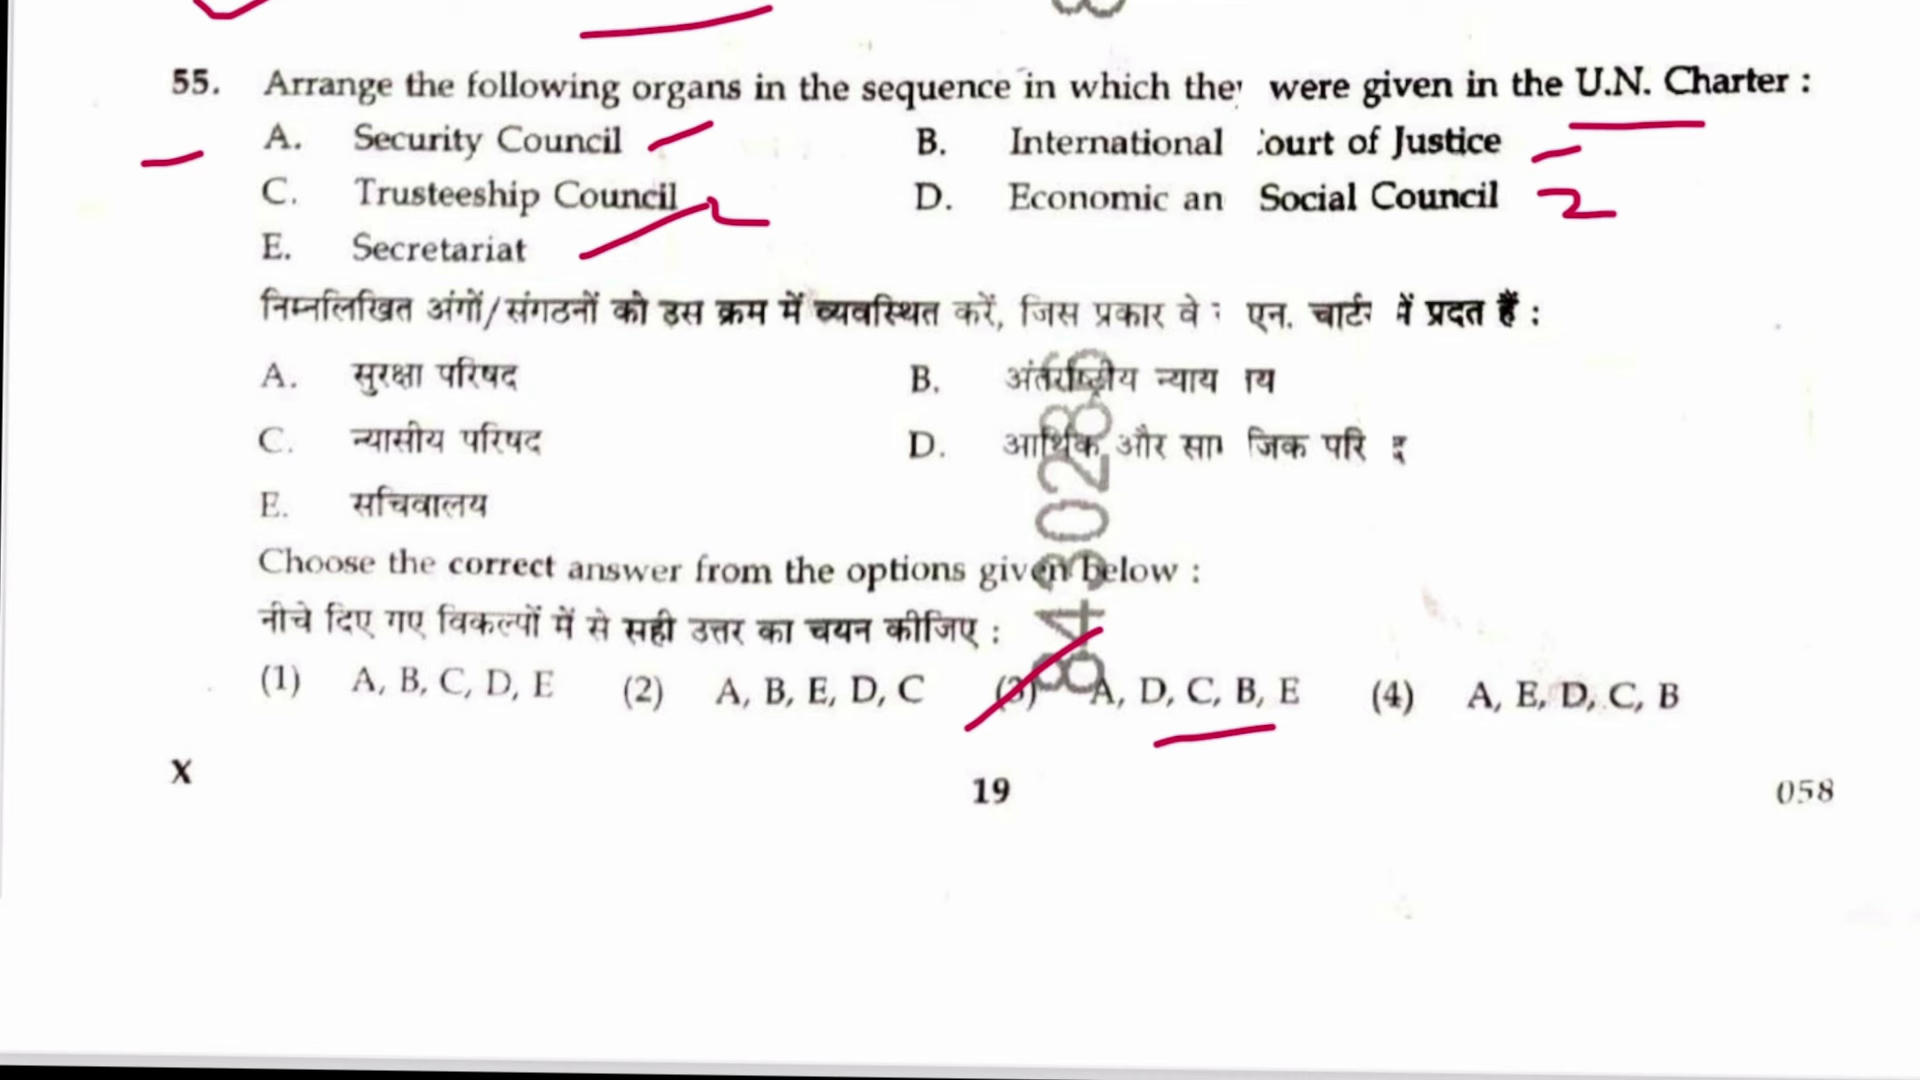 55. Arrange the following organs in the sequence in which the were given in the U.N. Charter :
A. Security Council B. International ourt of Justice
C. Trusteeship Council D. Economic an Social Council
E. Secretariat
निम्नलिखित अंगों/संगठनों को उस क्रम में व्यवस्थित करें, जिस प्रकार वे एन. चार्टर में प्रदत हैं :
A. सुरक्षा परिषद B. अंतर्राष्ट्रीय न्याय
C. न्यासीय परिषद D. आर्थिक और जिक परि
E. सचिवालय
Choose the correct answer from the options given below :
नीचे दिए गए विकल्पों में से सही उत्तर का चयन कीजिए :
(1) A, B, C, D, E (2) A, B, E, D, C (3) A, D, C, B, E (4) A, E, D, C, B
X 19 058
8430286